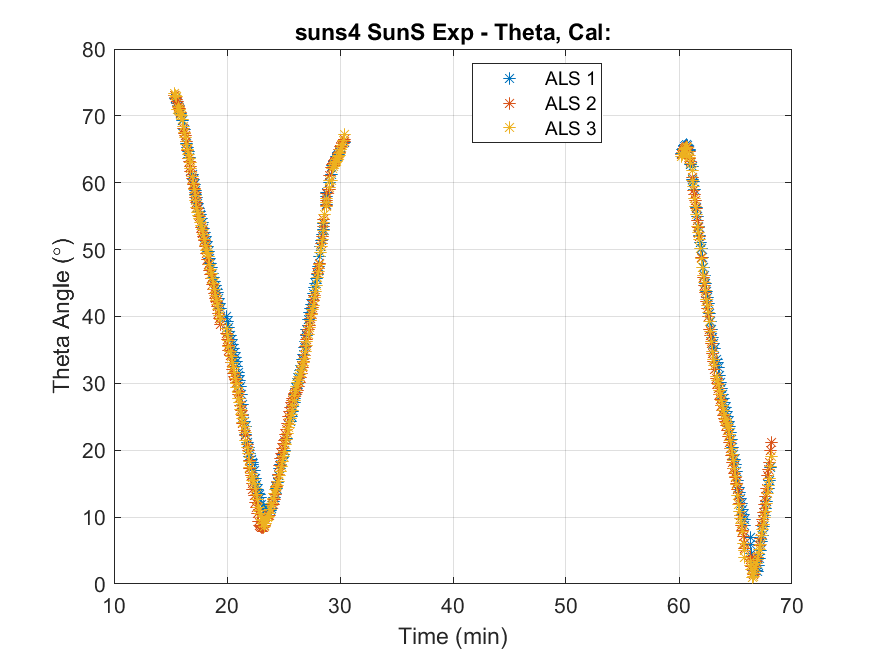 suns4 SunS Exp - Theta, Cal:
80
70
60
50
40
30
20
10
0
Theta Angle (°)
ALS 1
ALS 2
ALS 3
10 20 30 40 50 60 70
Time (min)